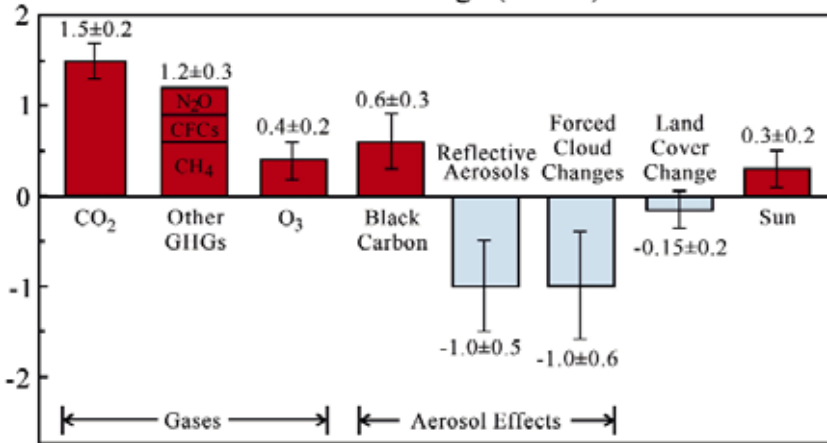 2
1.5±0.2
1.2±0.3
N2O
CFCs
CH4
1
0.4±0.2
0.6±0.3
Reflective
Aerosols
Forced
Cloud
Changes
Land
Cover
Change
0.3±0.2
0
CO2
Other
GHGs
O3
Black
Carbon
-0.15±0.2
Sun
-1
-1.0±0.5
-1.0±0.6
-2
Gases
Aerosol Effects